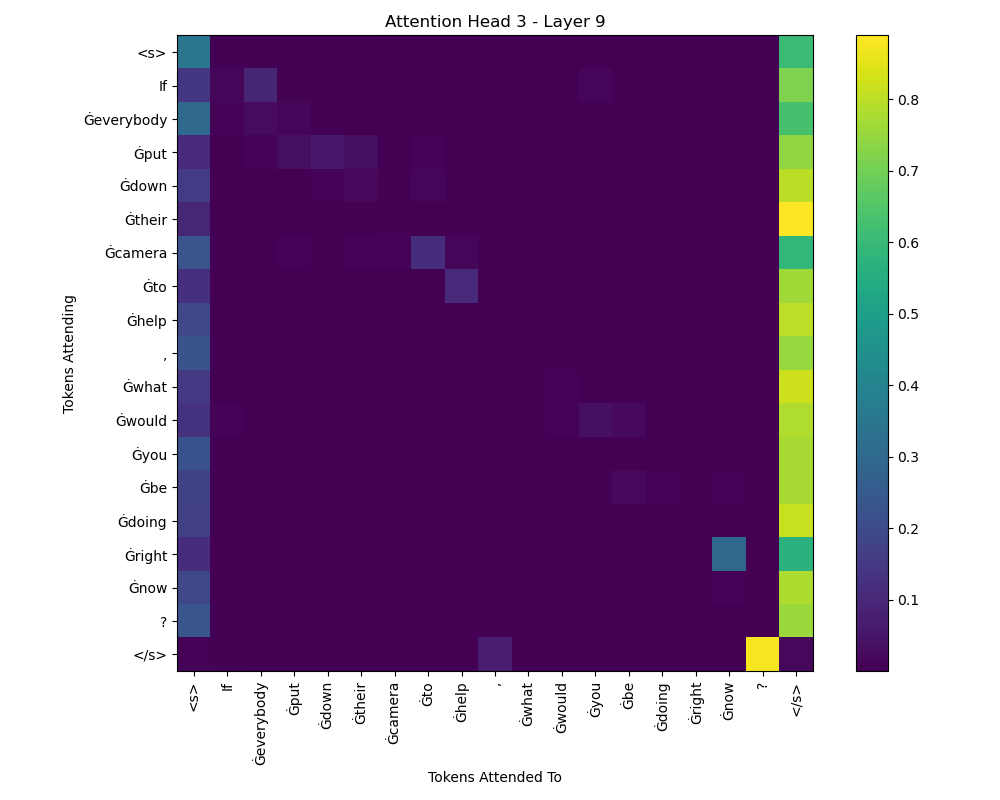 Attention Head 3 - Layer 9
Tokens Attending
<s>
If
Ġeverybody
Ġput
Ġdown
Ġtheir
Ġcamera
Ġto
Ġhelp
,
Ġwhat
Ġwould
Ġyou
Ġbe
Ġdoing
Ġright
Ġnow
?
</s>
<s>
If
Ġeverybody
Ġput
Ġdown
Ġtheir
Ġcamera
Ġto
Ġhelp
,
Ġwhat
Ġwould
Ġyou
Ġbe
Ġdoing
Ġright
Ġnow
?
</s>
Tokens Attended To
0.8
0.7
0.6
0.5
0.4
0.3
0.2
0.1